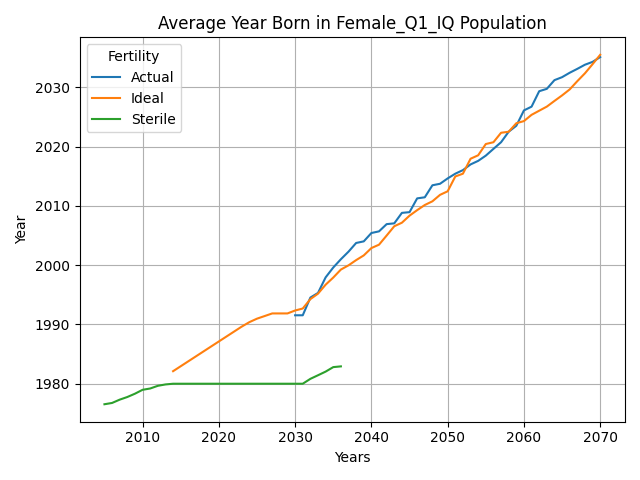 Average Year Born in Female_Q1_IQ Population
Fertility
Actual
Ideal
Sterile
Year
2030
2020
2010
2000
1990
1980
2010 2020 2030 2040 2050 2060 2070
Years